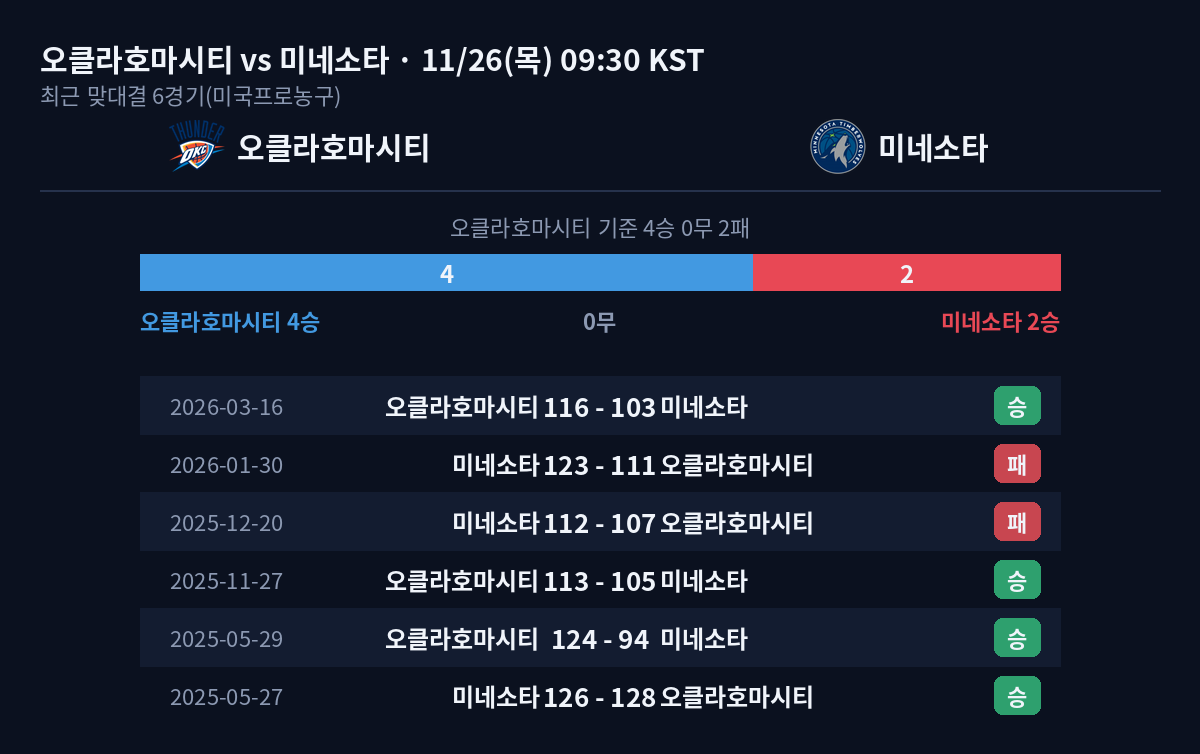 오클라호마시티 vs 미네소타 · 11/26(목) 09:30 KST
최근 맞대결 6경기(미국프로농구)
THUNDER OKC 오클라호마시티 MINNESOTA TIMBERWOLVES 미네소타
오클라호마시티 기준 4승 0무 2패
4 2
오클라호마시티 4승 0무 미네소타 2승
2026-03-16 오클라호마시티 116 - 103 미네소타 승
2026-01-30 미네소타 123 - 111 오클라호마시티 패
2025-12-20 미네소타 112 - 107 오클라호마시티 패
2025-11-27 오클라호마시티 113 - 105 미네소타 승
2025-05-29 오클라호마시티 124 - 94 미네소타 승
2025-05-27 미네소타 126 - 128 오클라호마시티 승